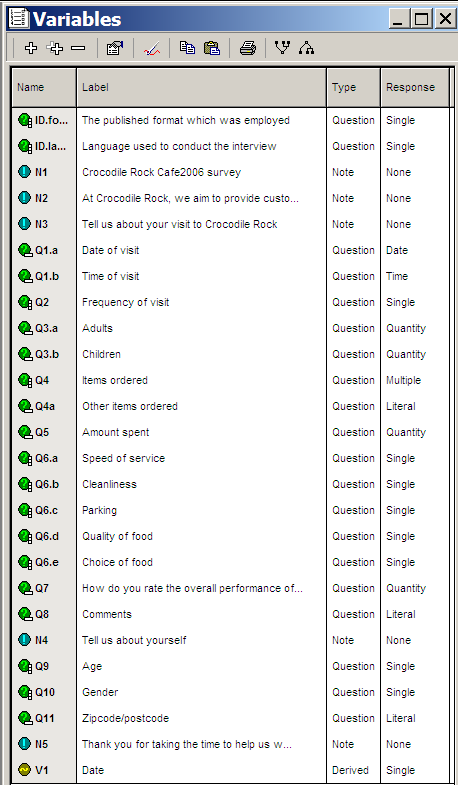 Variables
Name Label Type Response
ID.fo... The published format which was employed Question Single
ID.la... Language used to conduct the interview Question Single
N1 Crocodile Rock Cafe2006 survey Note None
N2 At Crocodile Rock, we aim to provide custo... Note None
N3 Tell us about your visit to Crocodile Rock Note None
Q1.a Date of visit Question Date
Q1.b Time of visit Question Time
Q2 Frequency of visit Question Single
Q3.a Adults Question Quantity
Q3.b Children Question Quantity
Q4 Items ordered Question Multiple
Q4a Other items ordered Question Literal
Q5 Amount spent Question Quantity
Q6.a Speed of service Question Single
Q6.b Cleanliness Question Single
Q6.c Parking Question Single
Q6.d Quality of food Question Single
Q6.e Choice of food Question Single
Q7 How do you rate the overall performance of... Question Quantity
Q8 Comments Question Literal
N4 Tell us about yourself Note None
Q9 Age Question Single
Q10 Gender Question Single
Q11 Zipcode/postcode Question Literal
N5 Thank you for taking the time to help us w... Note None
V1 Date Derived Single